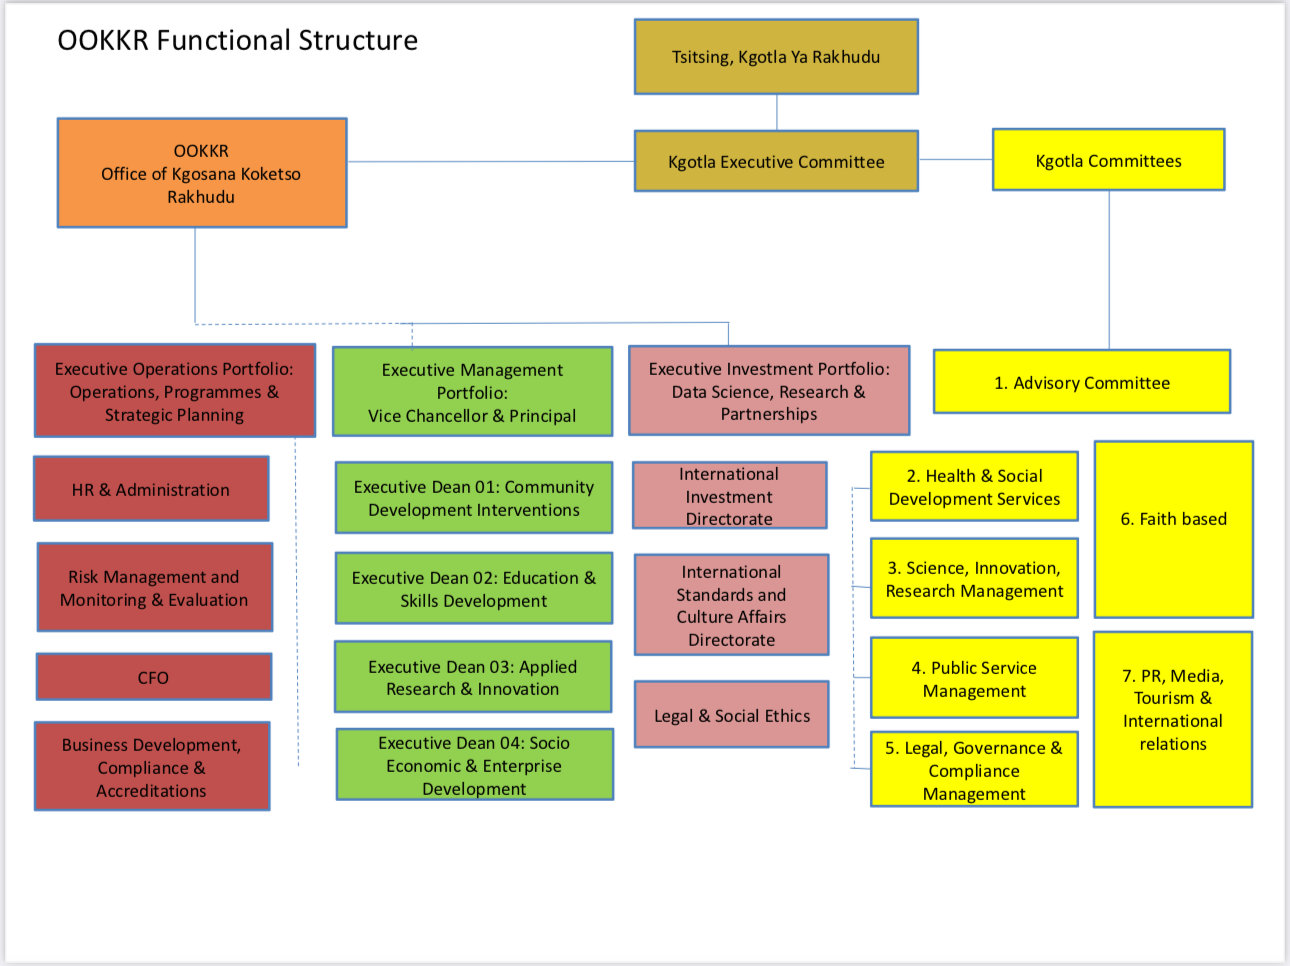 OOKKR Functional Structure
Tsitsing, Kgotla Ya Rakhudu
OOKKR
Office of Kgosana Koketso
Rakhudu
Kgotla Executive Committee
Kgotla Committees
Executive Operations Portfolio:
Operations, Programmes &
Strategic Planning
Executive Management
Portfolio:
Vice Chancellor & Principal
Executive Investment Portfolio:
Data Science, Research &
Partnerships
1. Advisory Committee
HR & Administration
Risk Management and
Monitoring & Evaluation
CFO
Business Development,
Compliance &
Accreditations
Executive Dean 01: Community
Development Interventions
Executive Dean 02: Education &
Skills Development
Executive Dean 03: Applied
Research & Innovation
Executive Dean 04: Socio
Economic & Enterprise
Development
International
Investment
Directorate
International
Standards and
Culture Affairs
Directorate
Legal & Social Ethics
2. Health & Social
Development Services
3. Science, Innovation,
Research Management
4. Public Service
Management
5. Legal, Governance &
Compliance
Management
6. Faith based
7. PR, Media,
Tourism &
International
relations